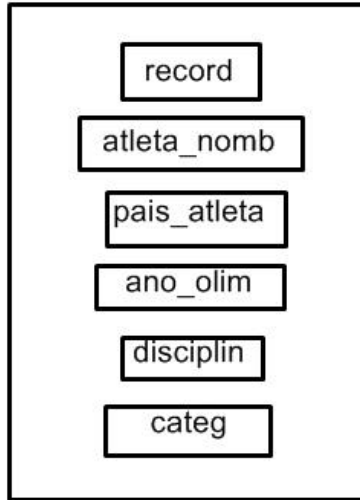 record
atleta_nomb
pais_atleta
ano_olim
disciplin
categ